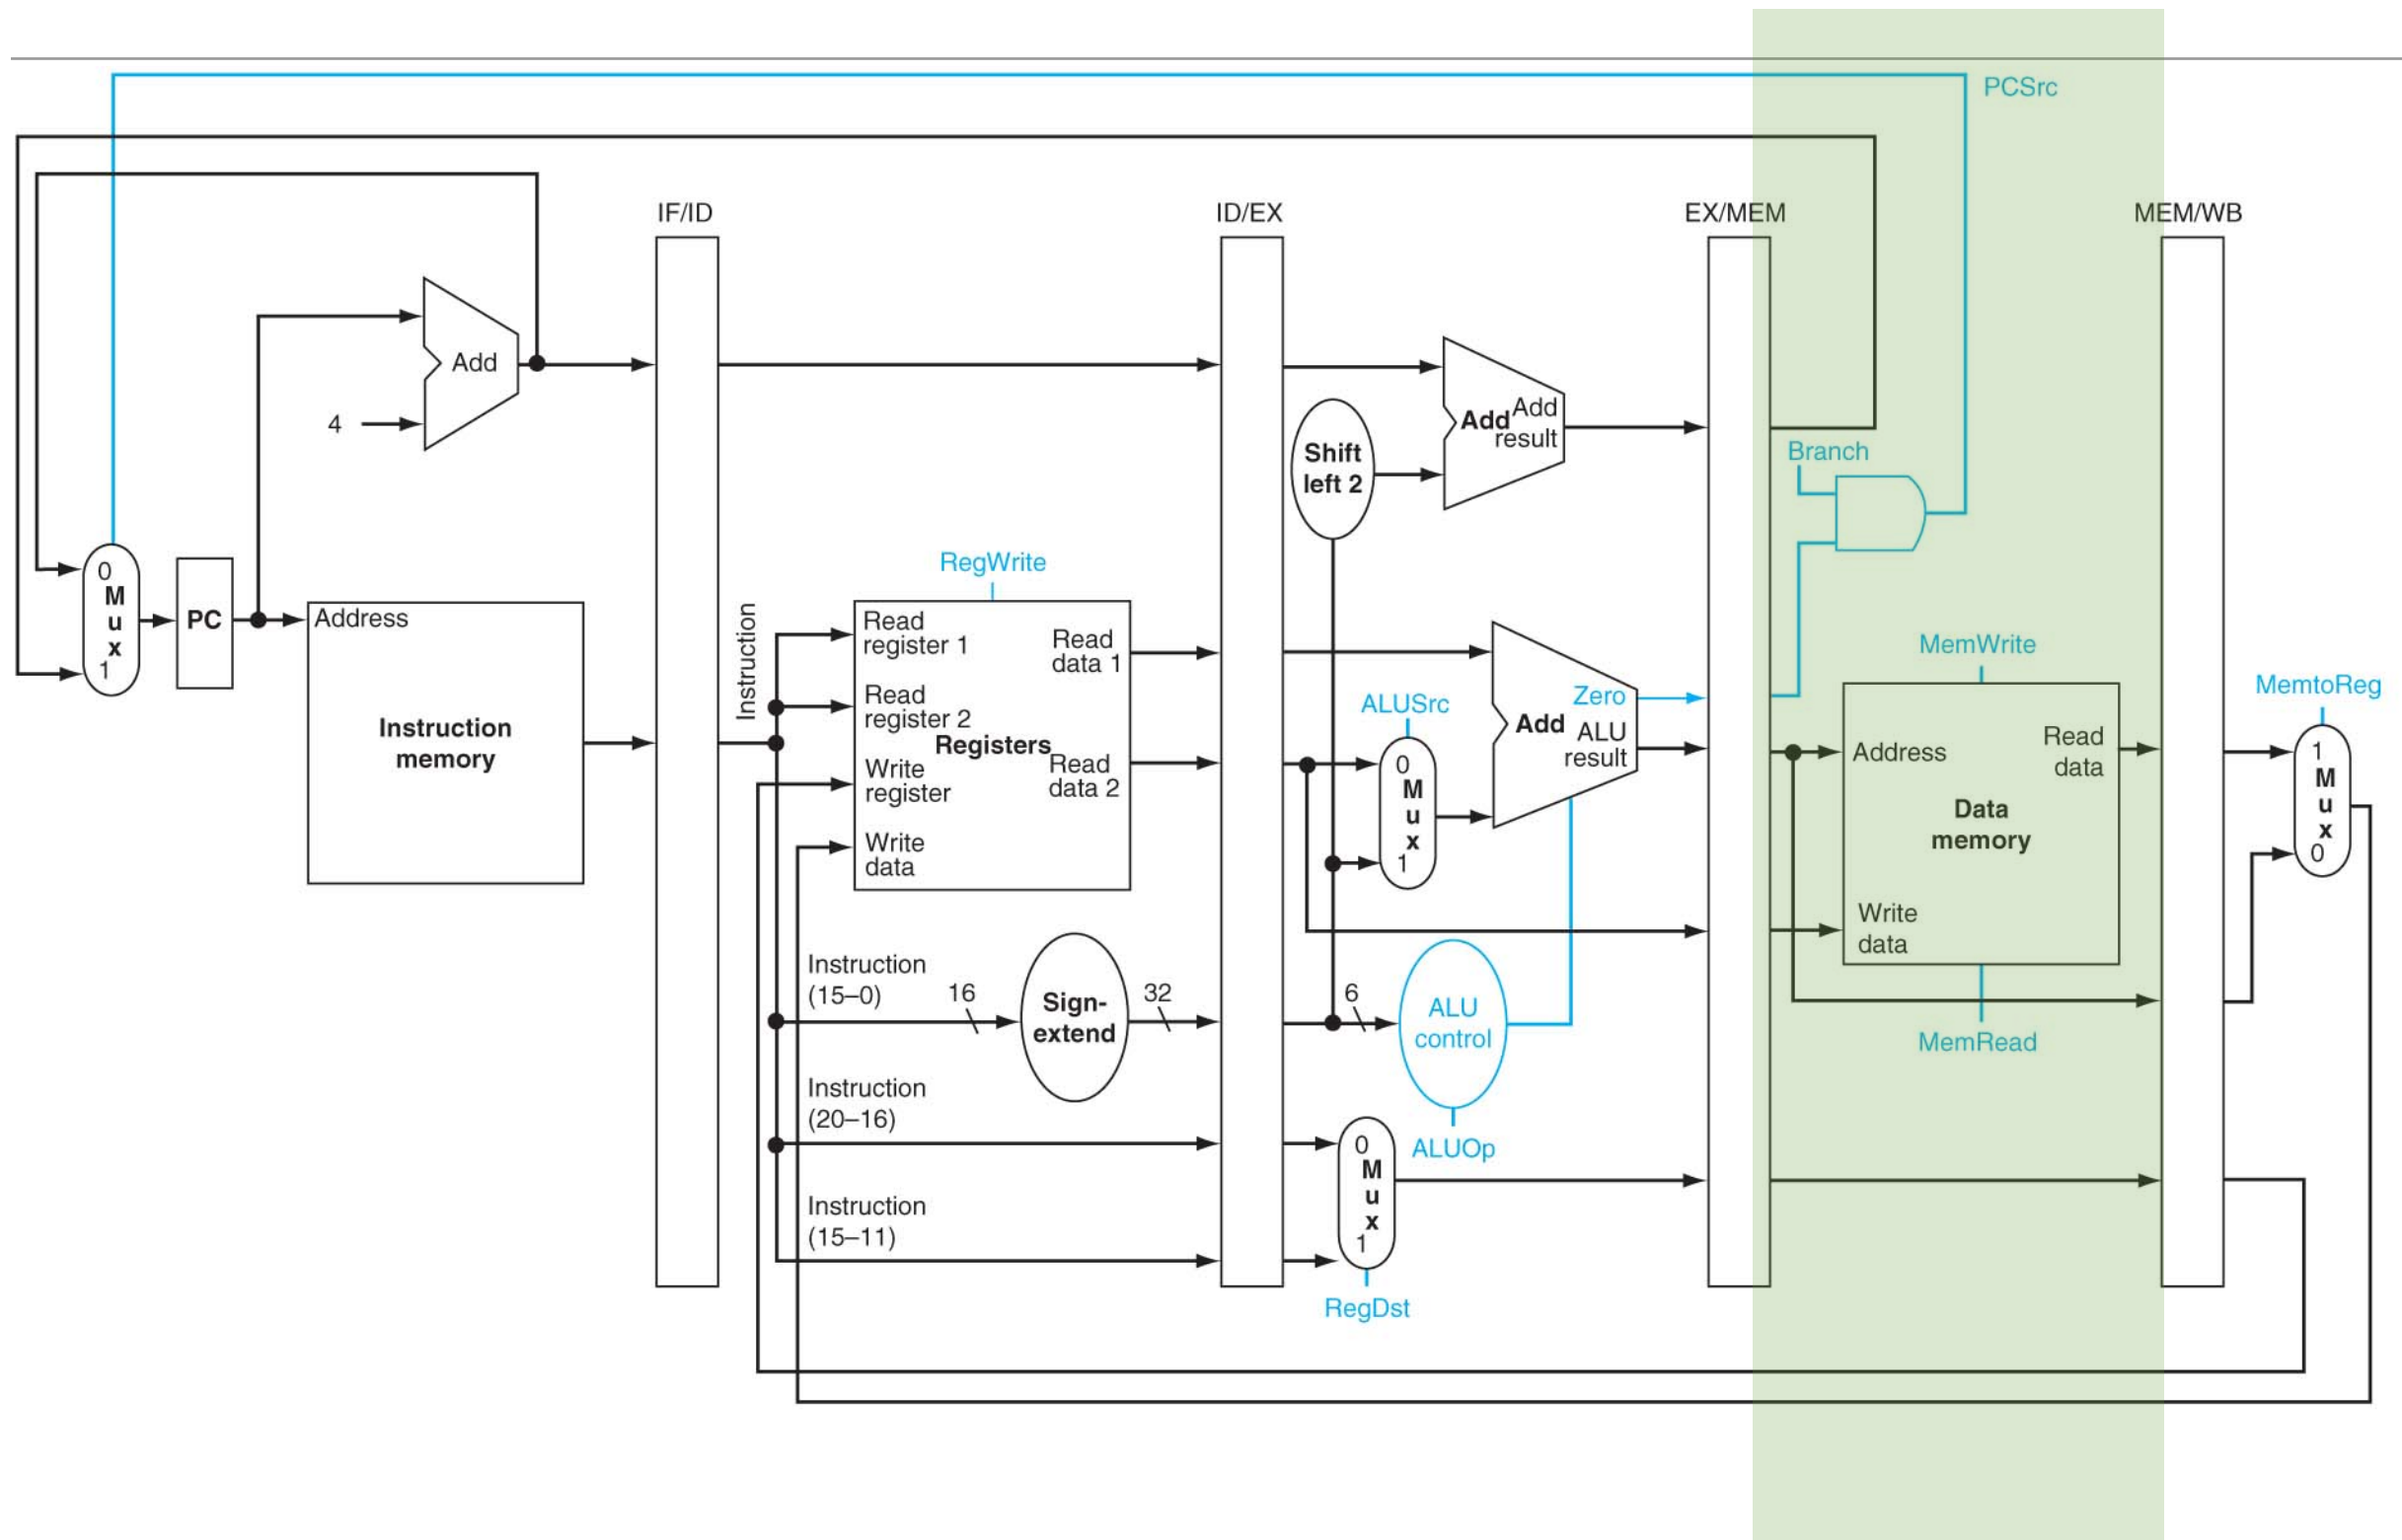 PCSrc
IF/ID
ID/EX
EX/MEM
MEM/WB
Add
4
Shift
left 2
Add
Add
result
Branch
0
M
u
x
1
PC
Address
Instruction
memory
Instruction
RegWrite
Read
register 1
Read
register 2
Write
register
Write
data
Registers
Read
data 1
Read
data 2
ALUSrc
0
M
u
x
1
Add
Zero
ALU
result
MemWrite
Address
Read
data
Data
memory
Write
data
MemRead
MemtoReg
1
M
u
x
0
Instruction
(15–0)
16
Sign-
extend
32
6
ALU
control
ALUOp
Instruction
(20–16)
Instruction
(15–11)
0
M
u
x
1
RegDst